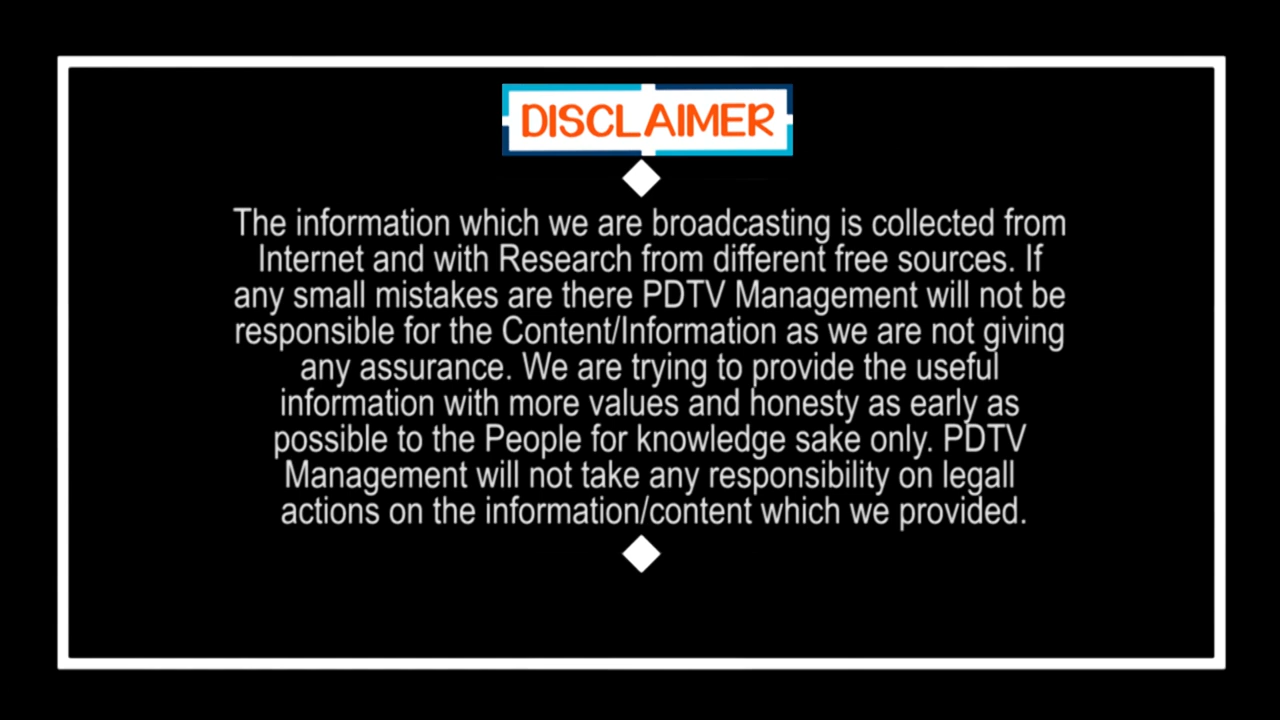 DISCLAIMER
The information which we are broadcasting is collected from
Internet and with Research from different free sources. If
any small mistakes are there PDTV Management will not be
responsible for the Content/Information as we are not giving
any assurance. We are trying to provide the useful
information with more values and honesty as early as
possible to the People for knowledge sake only. PDTV
Management will not take any responsibility on legall
actions on the information/content which we provided.